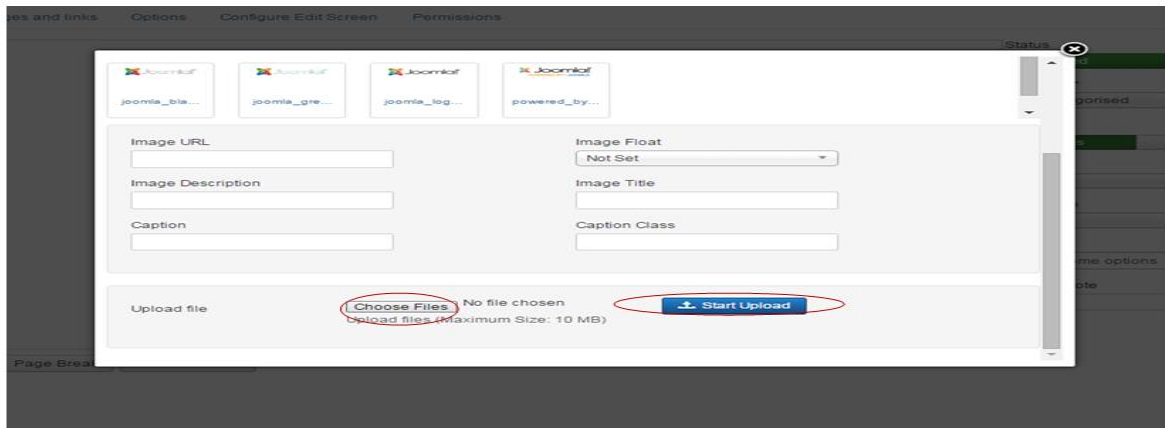 ges and links Options Configure Edit Screen Permissions
Status
Joomla! Joomla! Joomla! Joomla!
joomla_bla... joomla_gre... joomla_log... powered_by...
gorised
Image URL Image Float
Not Set
Image Description Image Title
Caption Caption Class
me options
ote
Upload file Choose Files No file chosen Start Upload
Upload files (Maximum Size: 10 MB)
Page Brea